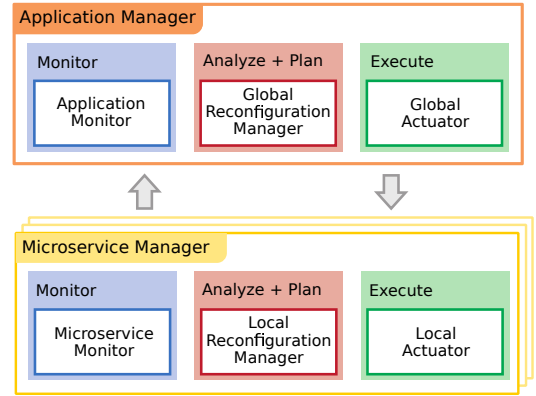 Application Manager
Monitor
Application
Monitor
Analyze + Plan
Global
Reconfiguration
Manager
Execute
Global
Actuator
Microservice Manager
Monitor
Microservice
Monitor
Analyze + Plan
Local
Reconfiguration
Manager
Execute
Local
Actuator